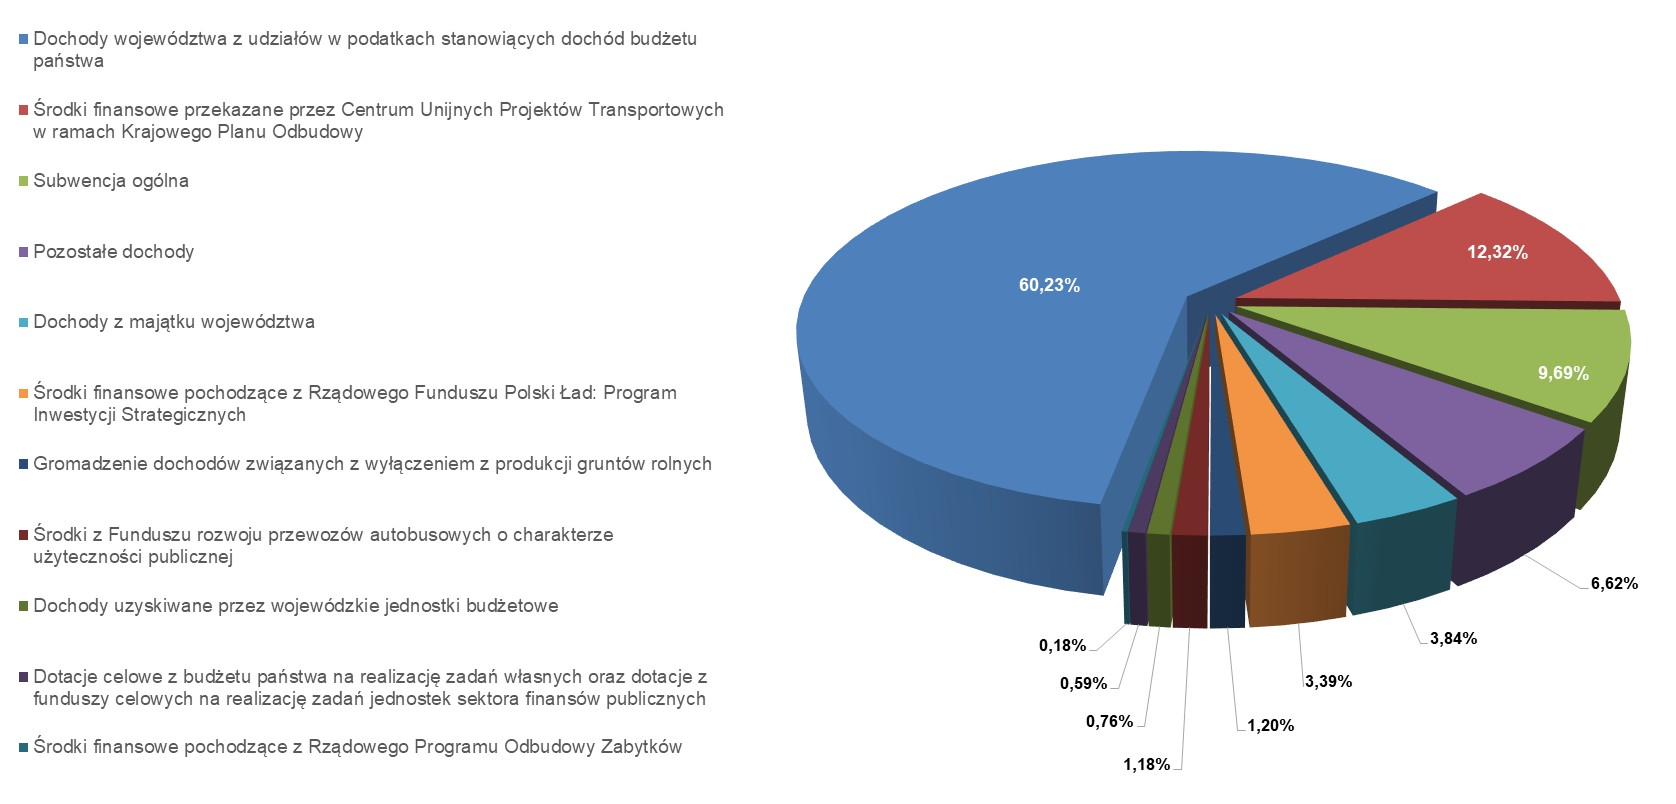 Dochody województwa z udziałów w podatkach stanowiących dochód budżetu
państwa
Środki finansowe przekazane przez Centrum Unijnych Projektów Transportowych
w ramach Krajowego Planu Odbudowy
Subwencja ogólna
Pozostałe dochody
Dochody z majątku województwa
Środki finansowe pochodzące z Rządowego Funduszu Polski Ład: Program
Inwestycji Strategicznych
Gromadzenie dochodów związanych z wyłączeniem z produkcji gruntów rolnych
Środki z Funduszu rozwoju przewozów autobusowych o charakterze
użyteczności publicznej
Dochody uzyskiwane przez wojewódzkie jednostki budżetowe
Dotacje celowe z budżetu państwa na realizację zadań własnych oraz dotacje z
funduszy celowych na realizację zadań jednostek sektora finansów publicznych
Środki finansowe pochodzące z Rządowego Programu Odbudowy Zabytków
60,23%
12,32%
9,69%
6,62%
3,84%
3,39%
1,20%
1,18%
0,76%
0,59%
0,18%